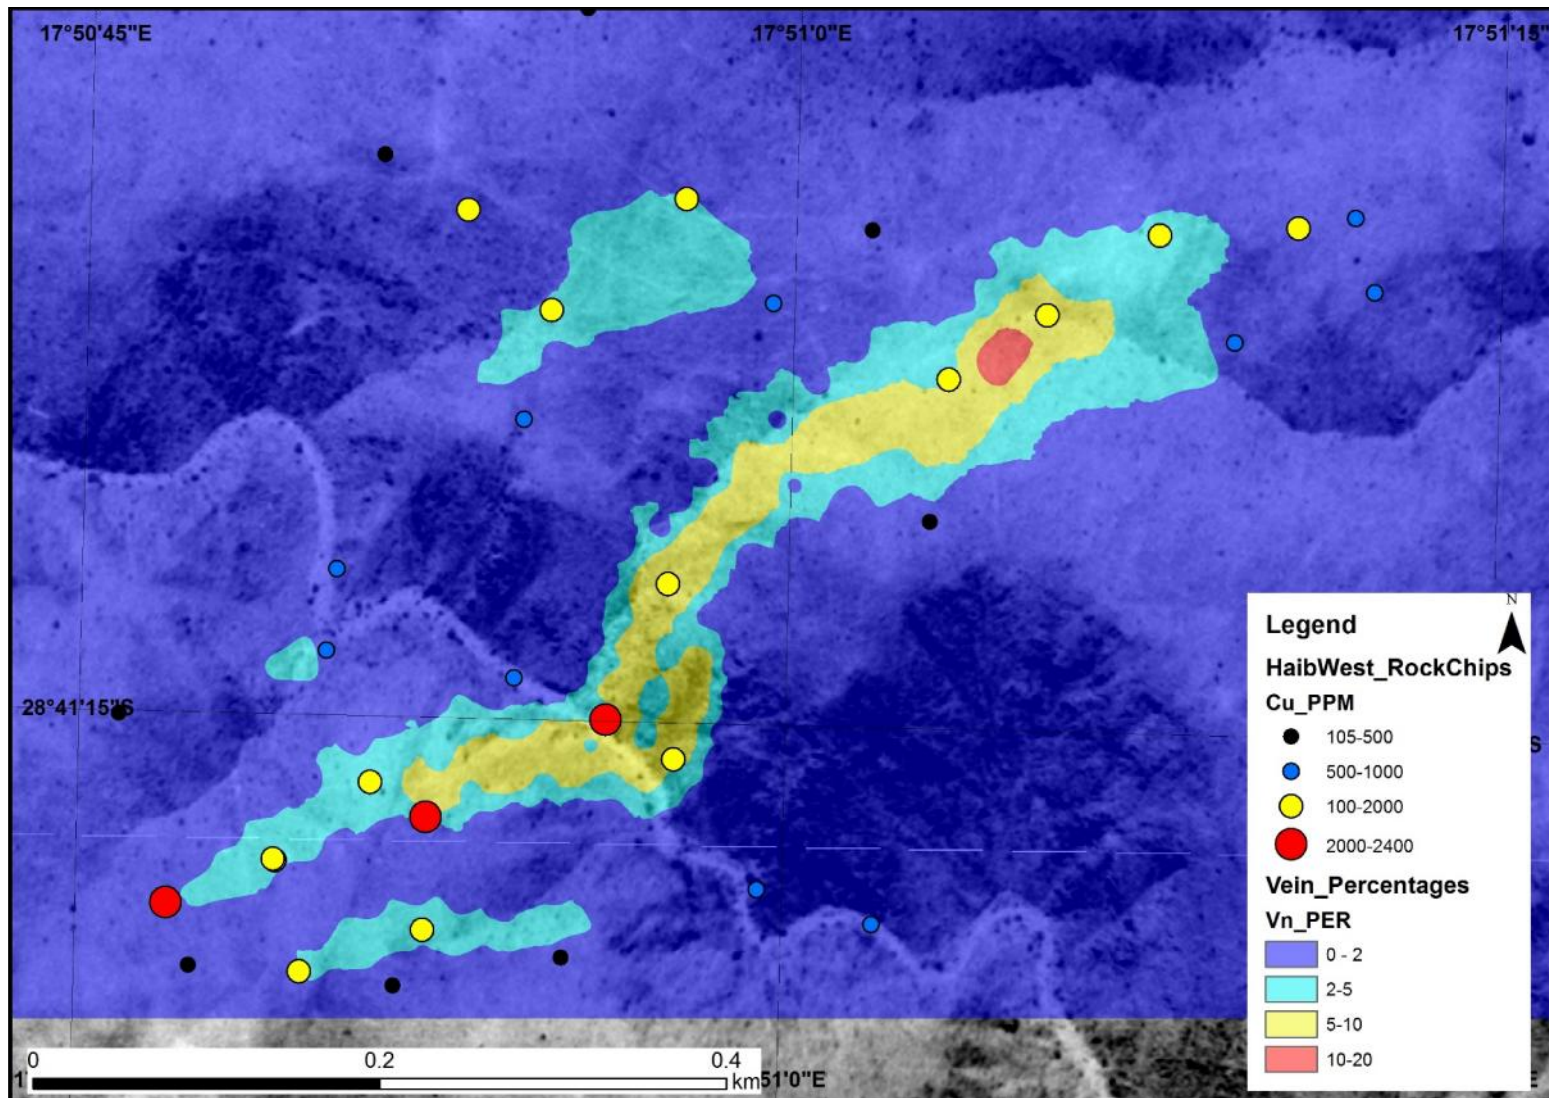 17°50'45"E 17°51'0"E 17°51'15"
28°41'15"S
S
Legend
N
HaibWest_RockChips
Cu_PPM
105-500
500-1000
100-2000
2000-2400
Vein_Percentages
Vn_PER
0 - 2
2-5
5-10
10-20
0 0.2 0.4
km
51'0"E
E